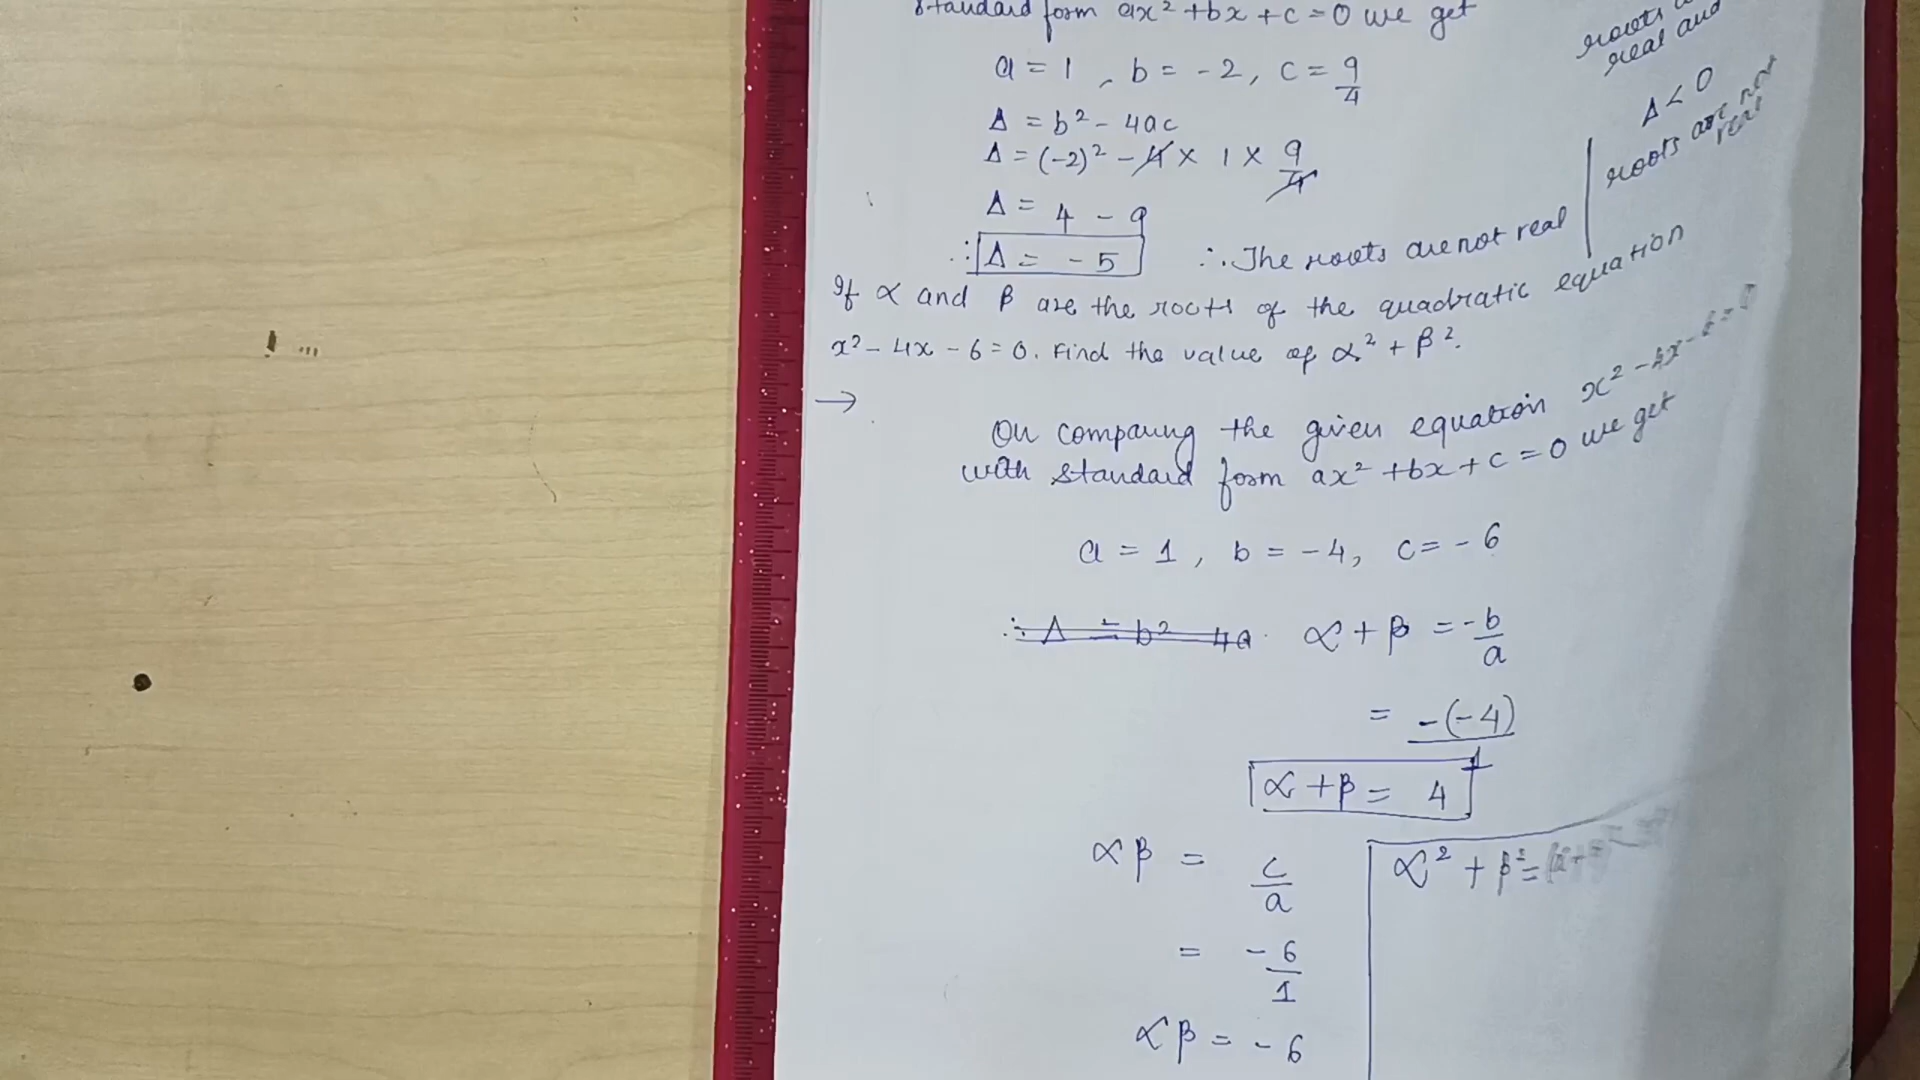 standard form ax² + bx + c = 0 we get
a = 1, b = -2, c = 9/4
Δ = b² - 4ac
Δ = (-2)² - 4 × 1 × 9/4
Δ = 4 - 9
∴ Δ = -5 ∴ The roots are not real
roots
real and
Δ < 0
roots are not
real
If α and β are the roots of the quadratic equation
x² - 4x - 6 = 0. Find the value of α² + β².
→
On comparing the given equation x² - 4x - 6 = 0
with standard form ax² + bx + c = 0 we get
a = 1, b = -4, c = -6
∴ Δ = b² 4a α + β = -b/a
= -(-4)/1
α + β = 4
αβ = c/a
= -6/1
αβ = -6
α² + β² =